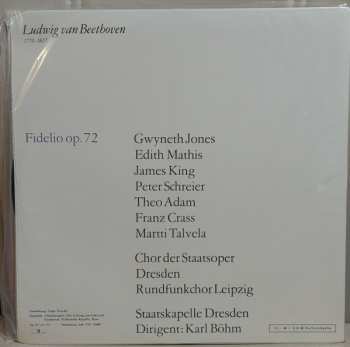 Ludwig van Beethoven
1770-1827
Fidelio op. 72
Gwyneth Jones
Edith Mathis
James King
Peter Schreier
Theo Adam
Franz Crass
Martti Talvela
Chor der Staatsoper
Dresden
Rundfunkchor Leipzig
Staatskapelle Dresden
Dirigent: Karl Böhm